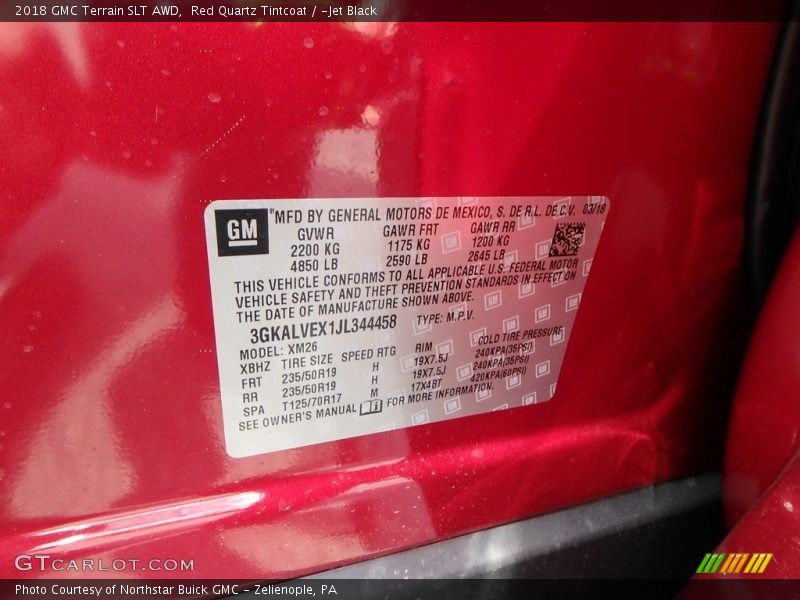 2018 GMC Terrain SLT AWD, Red Quartz Tintcoat / -Jet Black
GM ®MFD BY GENERAL MOTORS DE MEXICO, S. DE R.L. DE C.V. 03/18
GVWR GAWR FRT GAWR RR
2200 KG 1175 KG 1200 KG
4850 LB 2590 LB 2645 LB
THIS VEHICLE CONFORMS TO ALL APPLICABLE U.S. FEDERAL MOTOR
VEHICLE SAFETY AND THEFT PREVENTION STANDARDS IN EFFECT ON
THE DATE OF MANUFACTURE SHOWN ABOVE.
3GKALVEX1JL344458 TYPE: M.P.V.
MODEL: XM26
XBHZ TIRE SIZE SPEED RTG RIM COLD TIRE PRESSURE
FRT 235/50R19 H 19X7.5J 240KPA(35PSI)
RR 235/50R19 H 19X7.5J 240KPA(35PSI)
SPA T125/70R17 M 17X4BT 420KPA(60PSI)
SEE OWNER'S MANUAL FOR MORE INFORMATION.
GTCARLOT.COM
Photo Courtesy of Northstar Buick GMC - Zelienople, PA